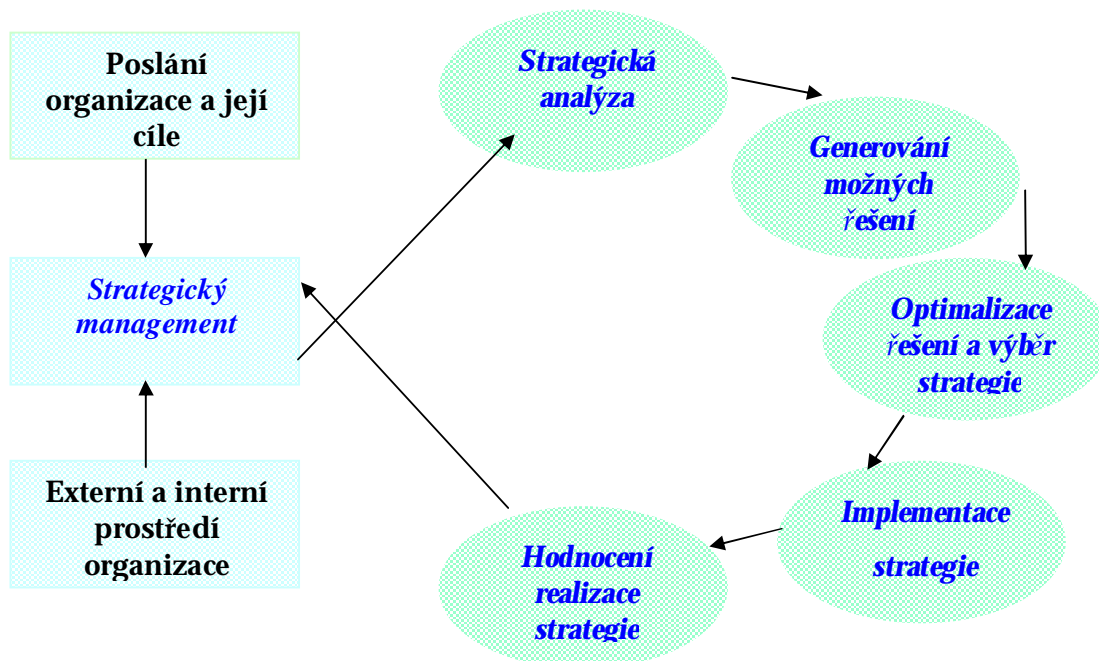 Poslání
organizace a její
cíle
Strategický
management
Externí a interní
prostředí
organizace
Strategická
analýza
Generování
možných
řešení
Optimalizace
řešení a výběr
strategie
Implementace
strategie
Hodnocení
realizace
strategie